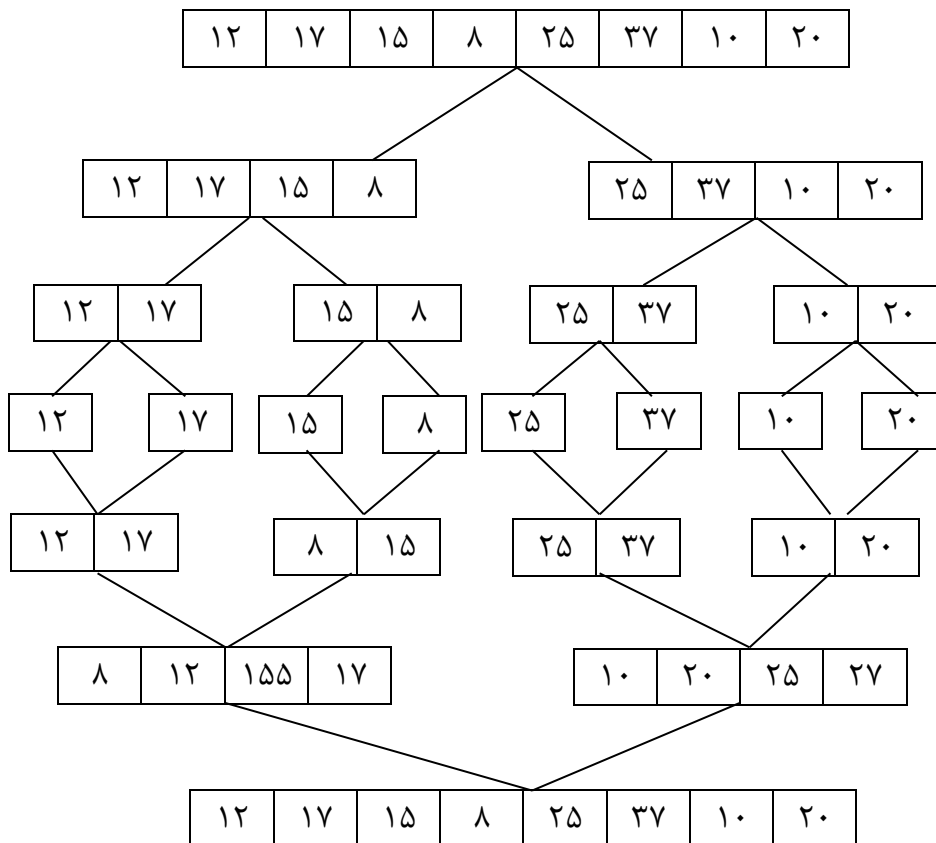 ۱۲ ۱۷ ۱۵ ۸ ۲۵ ۳۷ ۱۰ ۲۰
۱۲ ۱۷ ۱۵ ۸ ۲۵ ۳۷ ۱۰ ۲۰
۱۲ ۱۷ ۱۵ ۸ ۲۵ ۳۷ ۱۰ ۲۰
۱۲ ۱۷ ۱۵ ۸ ۲۵ ۳۷ ۱۰ ۲۰
۱۲ ۱۷ ۸ ۱۵ ۲۵ ۳۷ ۱۰ ۲۰
۸ ۱۲ ۱۵۵ ۱۷ ۱۰ ۲۰ ۲۵ ۲۷
۱۲ ۱۷ ۱۵ ۸ ۲۵ ۳۷ ۱۰ ۲۰